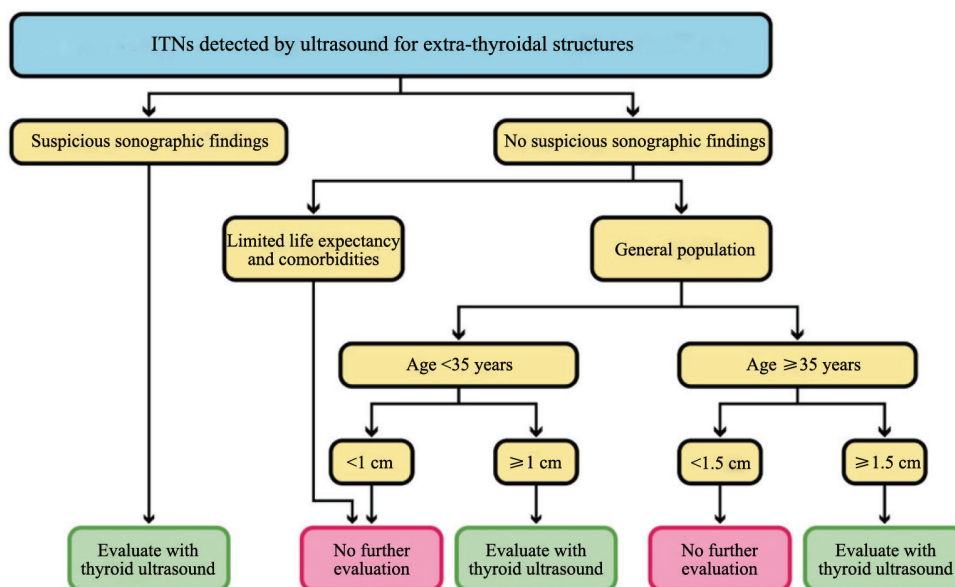 ITNs detected by ultrasound for extra-thyroidal structures
Suspicious sonographic findings
No suspicious sonographic findings
Limited life expectancy
and comorbidities
General population
Age <35 years
Age ⩾35 years
<1 cm
⩾1 cm
<1.5 cm
⩾1.5 cm
Evaluate with
thyroid ultrasound
No further
evaluation
Evaluate with
thyroid ultrasound
No further
evaluation
Evaluate with
thyroid ultrasound